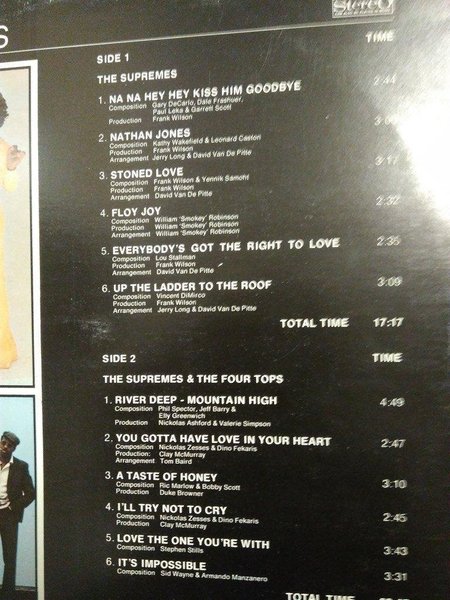 S
Stereo
TIME
SIDE 1
THE SUPREMES
1. NA NA HEY HEY KISS HIM GOODBYE 2:44
Composition Gary DeCarlo, Dale Frashuer,
Paul Leka & Garrett Scott
Production Frank Wilson
2. NATHAN JONES
Composition Kathy Wakefield & Leonard Caston
Production Frank Wilson
Arrangement Jerry Long & David Van De Pitte
3. STONED LOVE 3:17
Composition Frank Wilson & Yennik Samoht
Production: Frank Wilson
Arrangement David Van De Pitte
4. FLOY JOY 2:32
Composition William 'Smokey' Robinson
Production William 'Smokey' Robinson
Arrangement William 'Smokey' Robinson
5. EVERYBODY'S GOT THE RIGHT TO LOVE 2:35
Composition Lou Stallman
Production Frank Wilson
Arrangement David Van De Pitte
6. UP THE LADDER TO THE ROOF 3:09
Composition Vincent DiMirco
Production Frank Wilson
Arrangement Jerry Long & David Van De Pitte
TOTAL TIME 17:17
SIDE 2 TIME
THE SUPREMES & THE FOUR TOPS
1. RIVER DEEP - MOUNTAIN HIGH 4:49
Composition Phil Spector, Jeff Barry &
Elly Greenwich
Production Nickolas Ashford & Valerie Simpson
2. YOU GOTTA HAVE LOVE IN YOUR HEART 2:47
Composition Nickolas Zesses & Dino Fekaris
Production: Clay McMurray
Arrangement Tom Baird
3. A TASTE OF HONEY 3:10
Composition Ric Marlow & Bobby Scott
Production Duke Browner
4. I'LL TRY NOT TO CRY 2:45
Composition Nickolas Zesses & Dino Fekaris
Production Clay McMurray
5. LOVE THE ONE YOU'RE WITH 3:43
Composition Stephen Stills
6. IT'S IMPOSSIBLE 3:31
Composition Sid Wayne & Armando Manzanero
TOTAL TIME